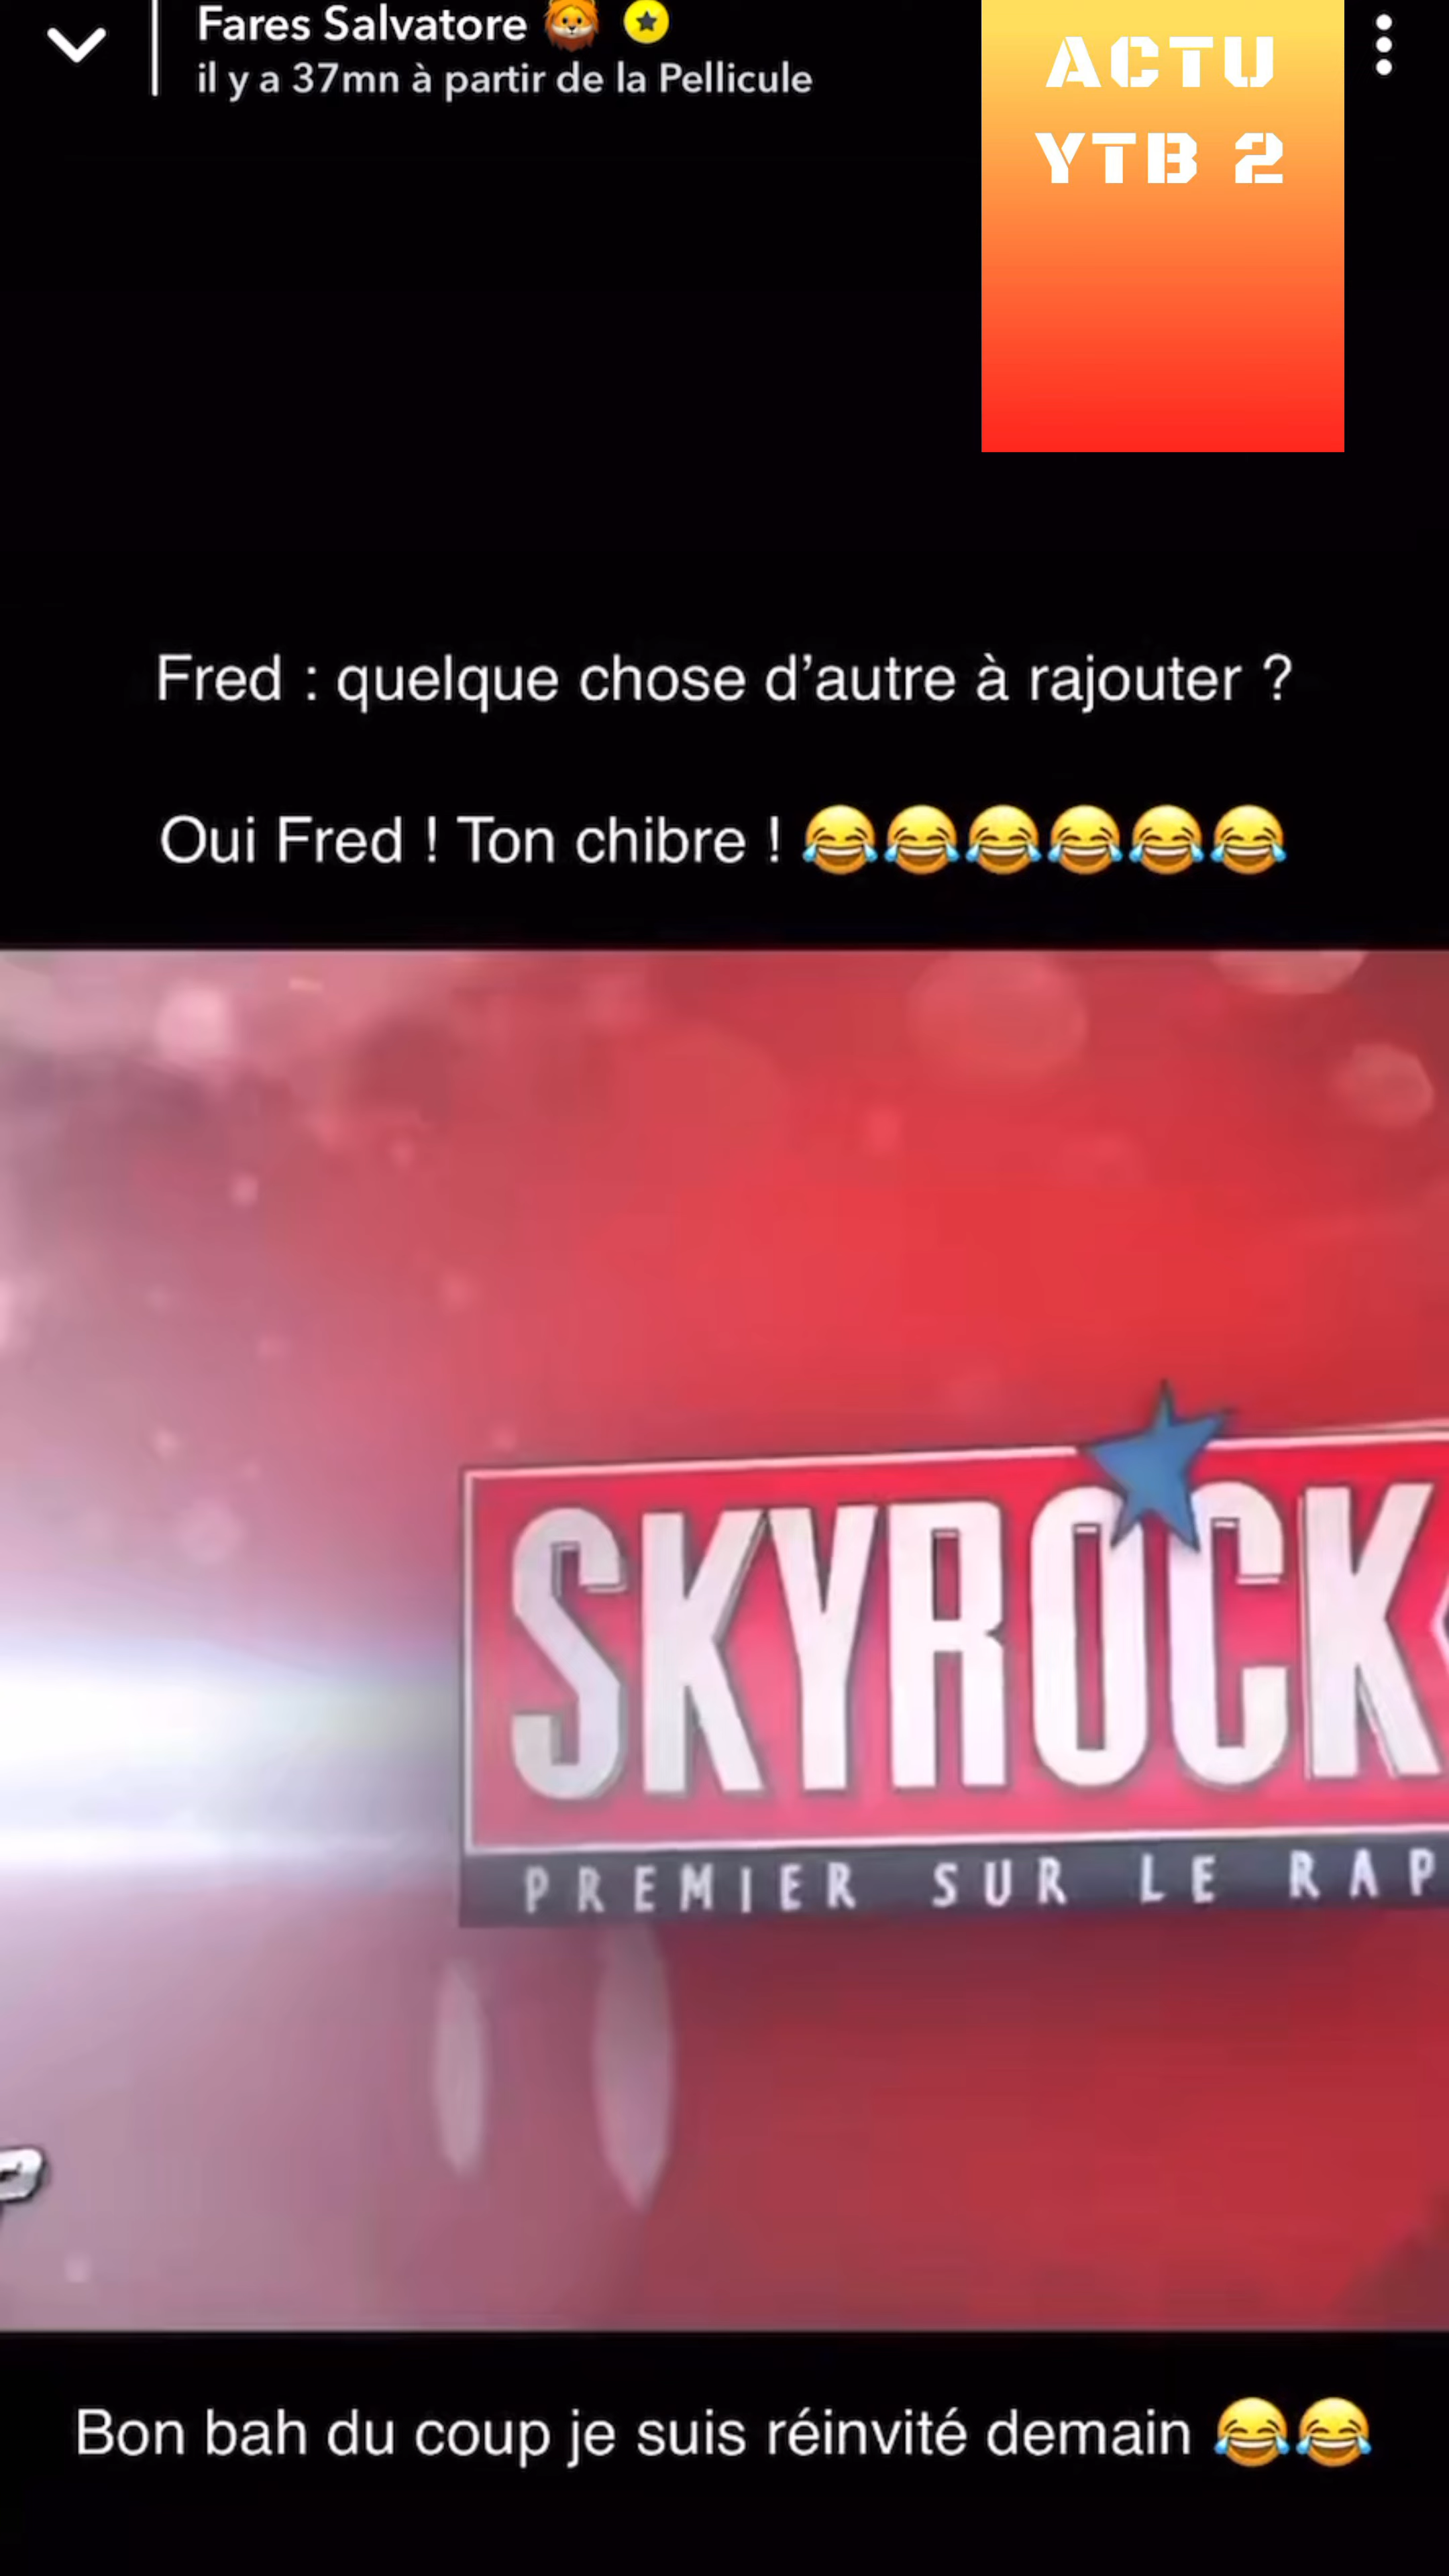 Fares Salvatore 🦁
il y a 37mn à partir de la Pellicule
ACTU
YTB 2
Fred : quelque chose d’autre à rajouter ?
Oui Fred ! Ton chibre ! 😂😂😂😂😂😂
SKYROCK
PREMIER SUR LE RAP
Bon bah du coup je suis réinvité demain 😂😂